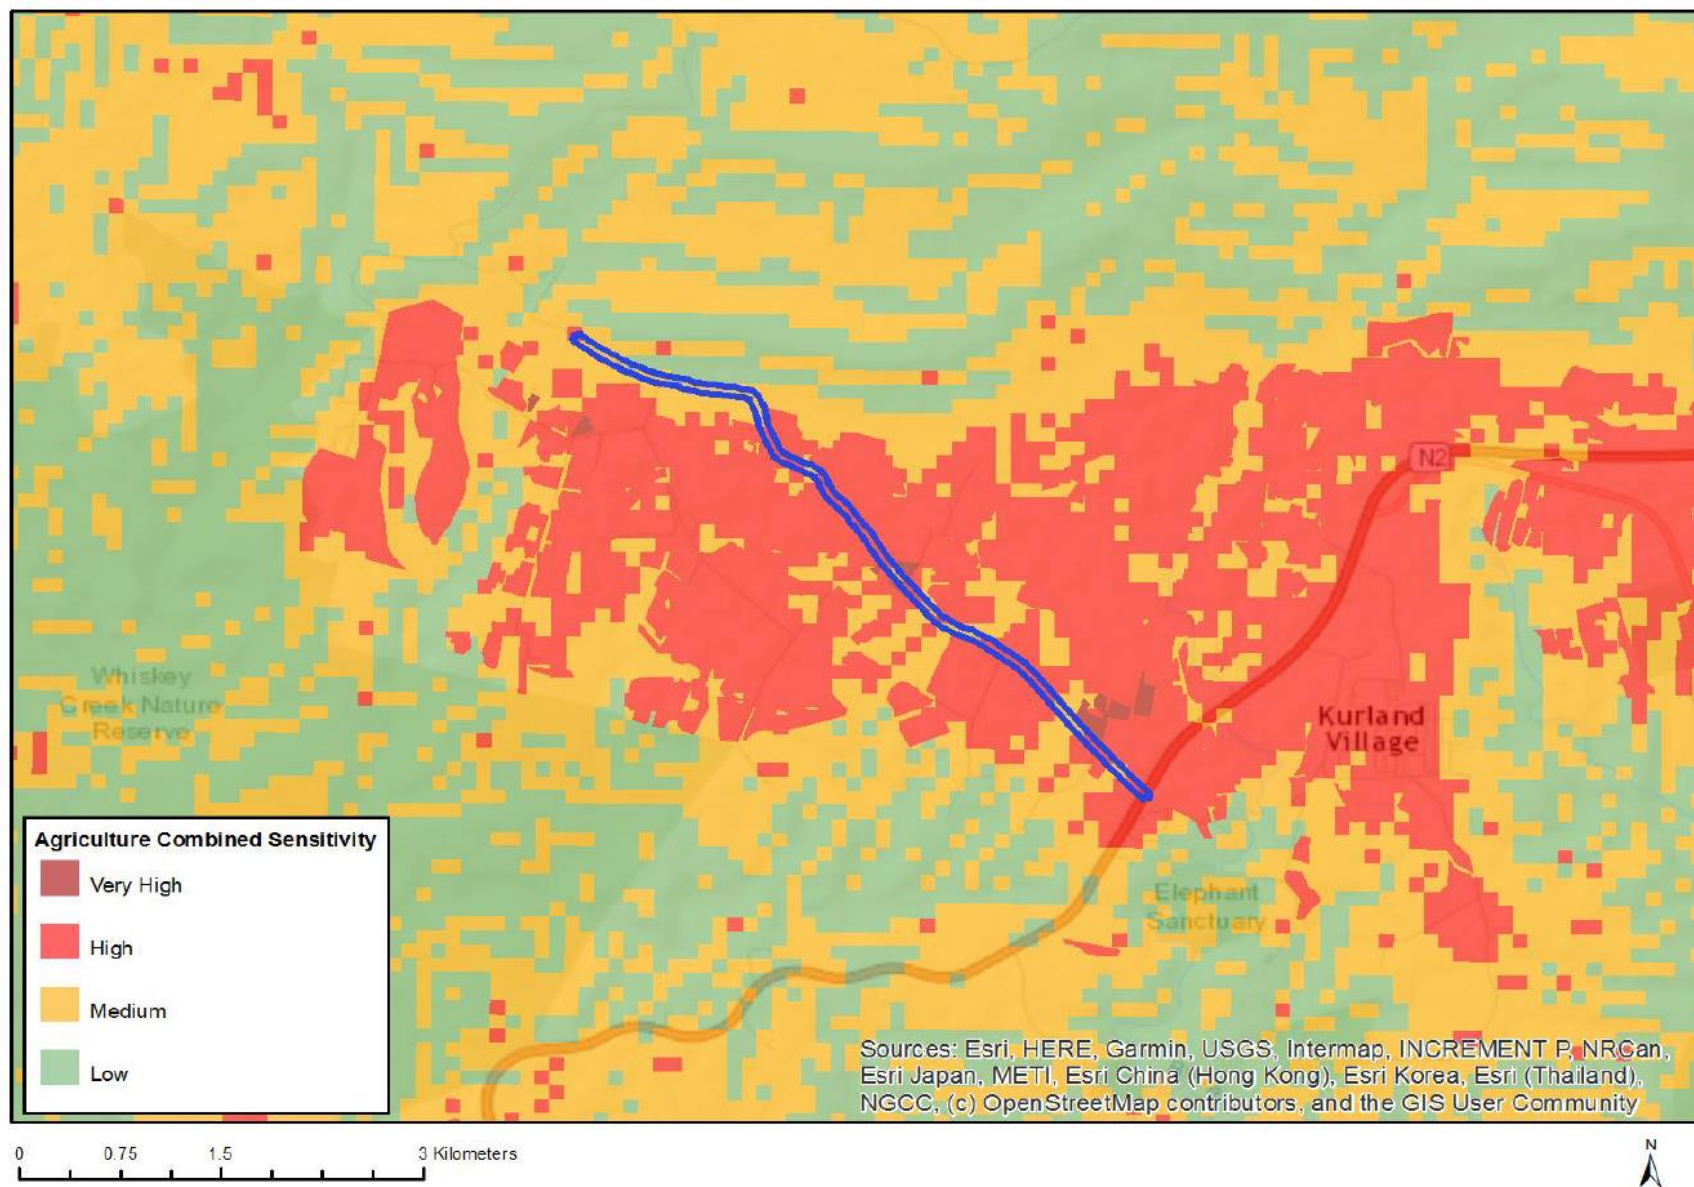 N2
Whiskey
Creek Nature
Reserve
Kurland
Village
Elephant
Sanctuary
Agriculture Combined Sensitivity
Very High
High
Medium
Low
Sources: Esri, HERE, Garmin, USGS, Intermap, INCREMENT P, NRCan,
Esri Japan, METI, Esri China (Hong Kong), Esri Korea, Esri (Thailand),
NGCC, (c) OpenStreetMap contributors, and the GIS User Community
0 0.75 1.5 3 Kilometers
N